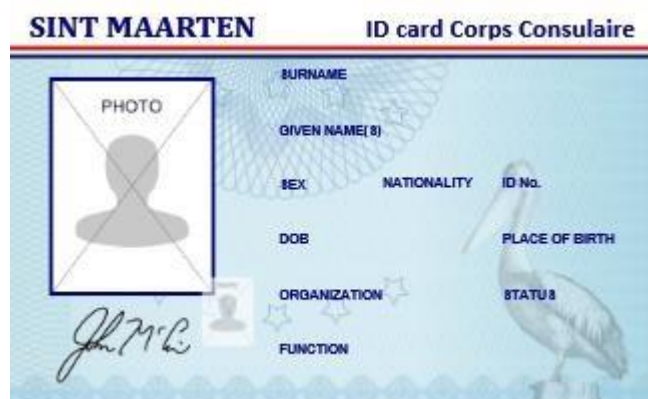 SINT MAARTEN ID card Corps Consulaire
PHOTO
SURNAME
GIVEN NAME(S)
SEX NATIONALITY ID No.
DOB PLACE OF BIRTH
ORGANIZATION STATUS
FUNCTION